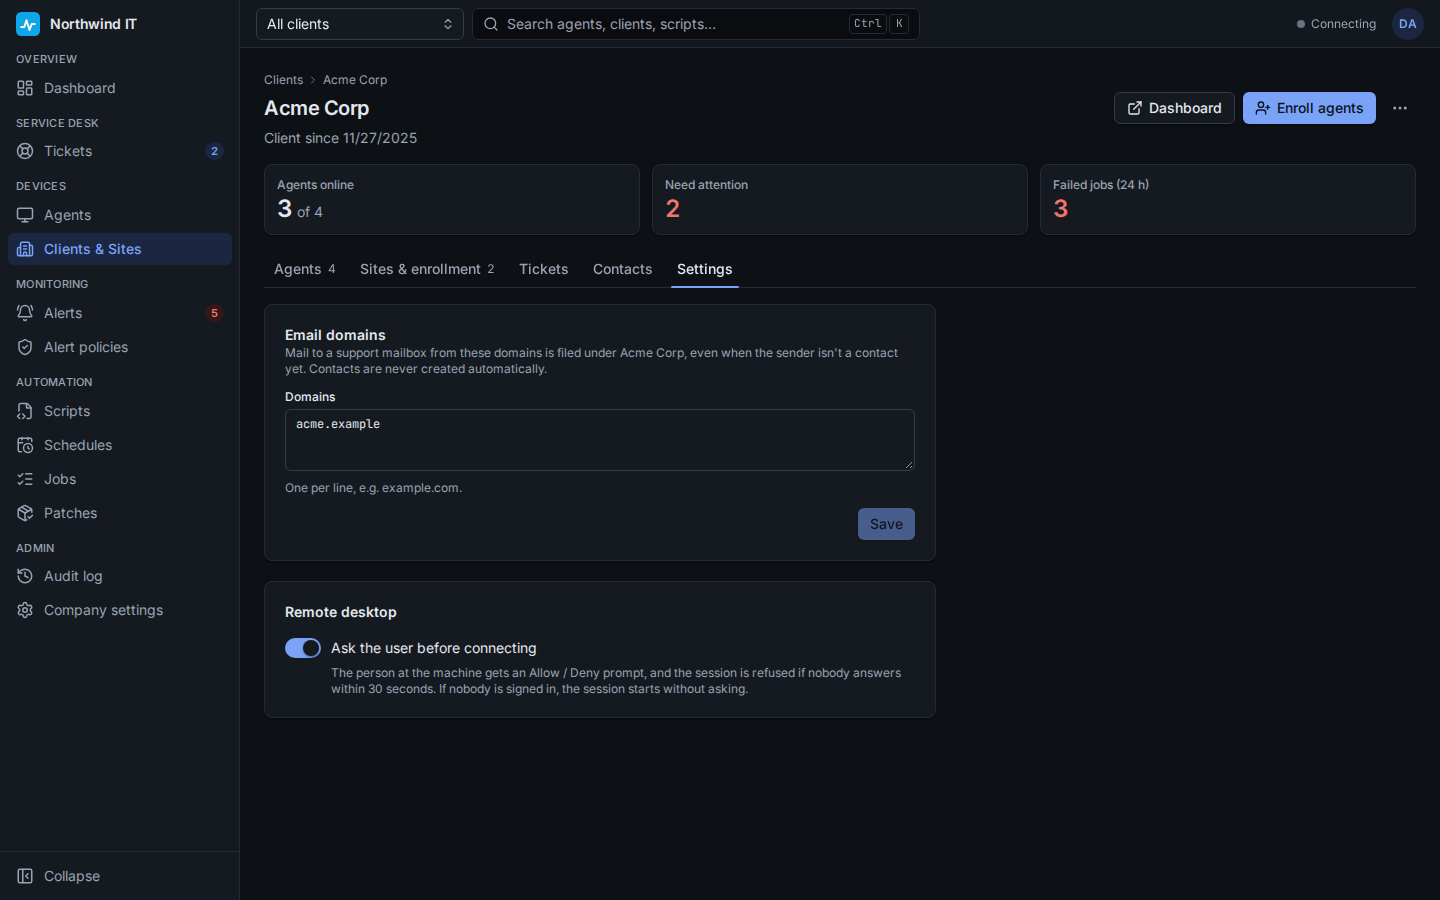 Northwind IT
All clients
Search agents, clients, scripts...
Ctrl K
Connecting
DA
OVERVIEW
Dashboard
SERVICE DESK
Tickets 2
DEVICES
Agents
Clients & Sites
MONITORING
Alerts 5
Alert policies
AUTOMATION
Scripts
Schedules
Jobs
Patches
ADMIN
Audit log
Company settings
Collapse
Clients > Acme Corp
Acme Corp
Client since 11/27/2025
Dashboard
Enroll agents
Agents online
3 of 4
Need attention
2
Failed jobs (24 h)
3
Agents 4 Sites & enrollment 2 Tickets Contacts Settings
Email domains
Mail to a support mailbox from these domains is filed under Acme Corp, even when the sender isn't a contact
yet. Contacts are never created automatically.
Domains
acme.example
One per line, e.g. example.com.
Save
Remote desktop
Ask the user before connecting
The person at the machine gets an Allow / Deny prompt, and the session is refused if nobody answers
within 30 seconds. If nobody is signed in, the session starts without asking.